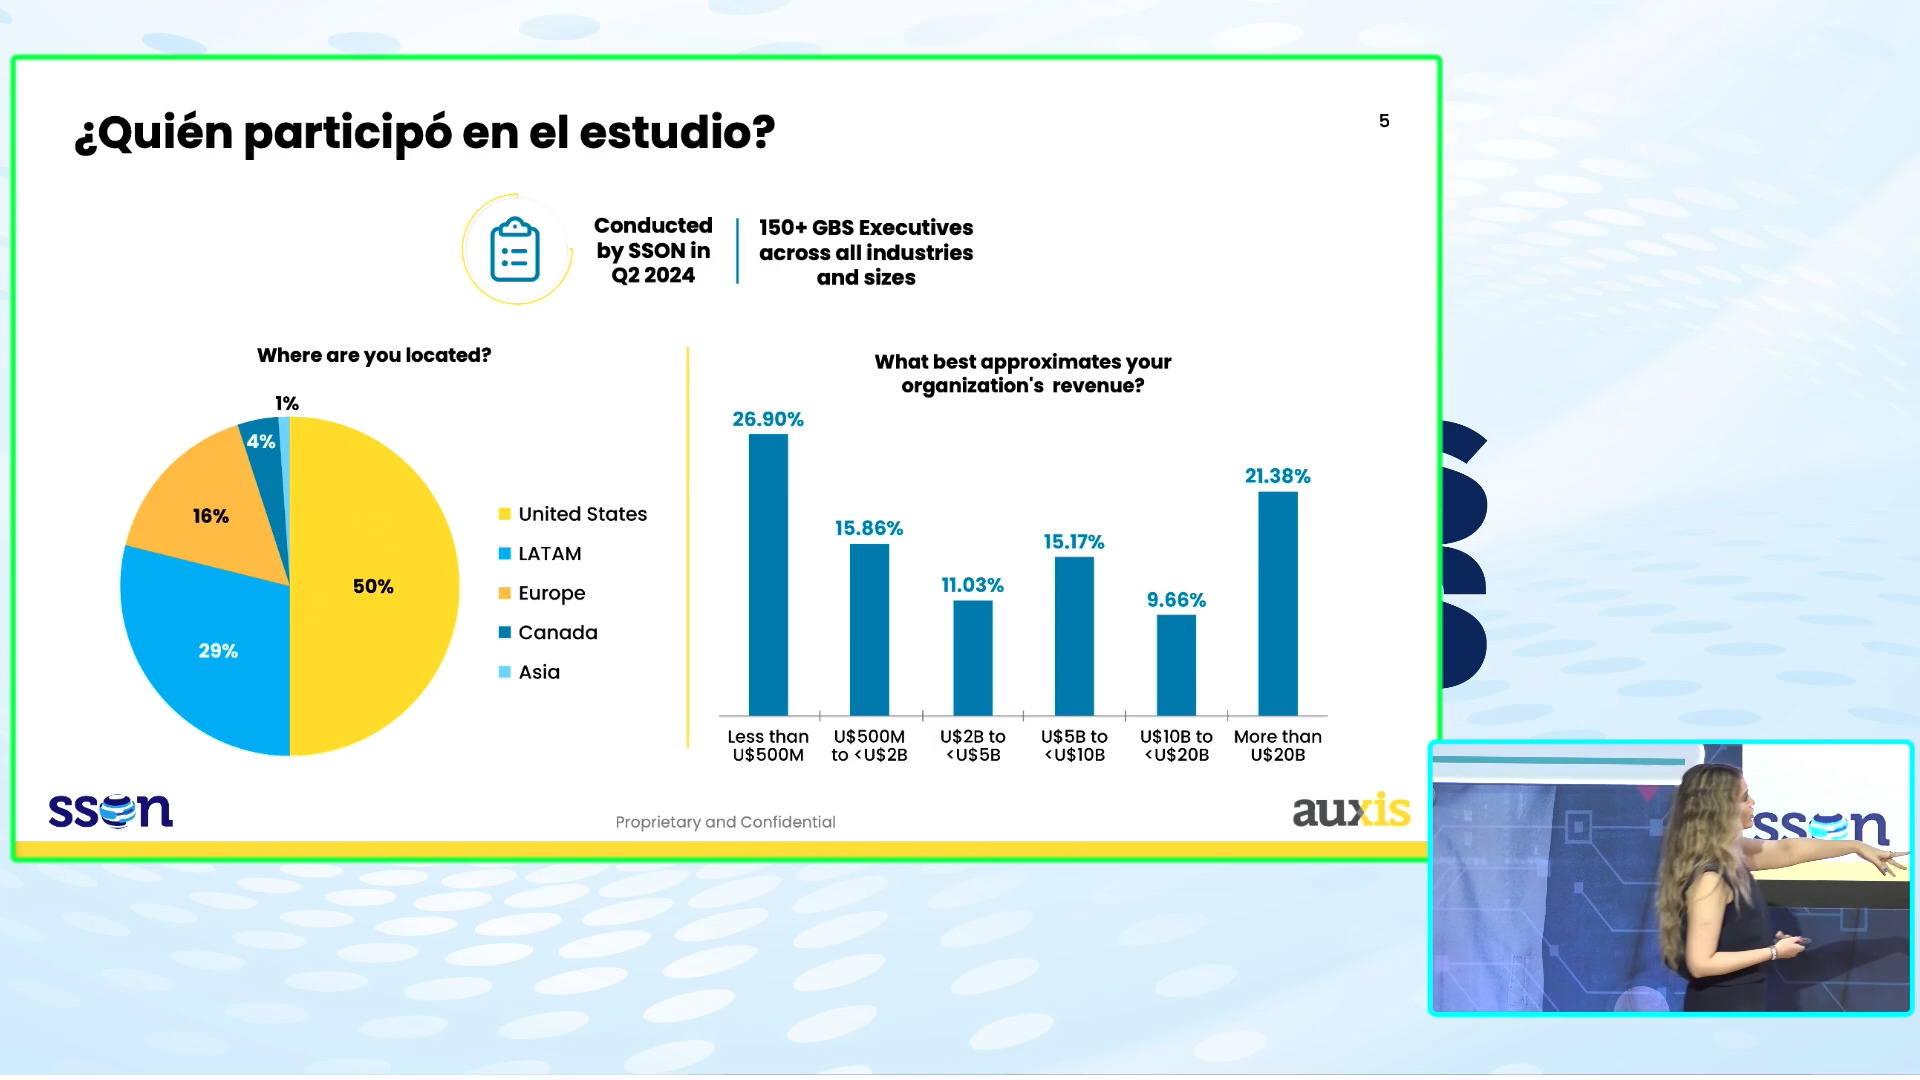 ¿Quién participó en el estudio?
5
Conducted
by SSON in
Q2 2024
150+ GBS Executives
across all industries
and sizes
Where are you located?
1%
4%
16%
50%
29%
United States
LATAM
Europe
Canada
Asia
What best approximates your
organization's revenue?
26.90%
15.86%
11.03%
15.17%
9.66%
21.38%
Less than
U$500M
U$500M
to <U$2B
U$2B to
<U$5B
U$5B to
<U$10B
U$10B to
<U$20B
More than
U$20B
sson
Proprietary and Confidential
auxis
sson